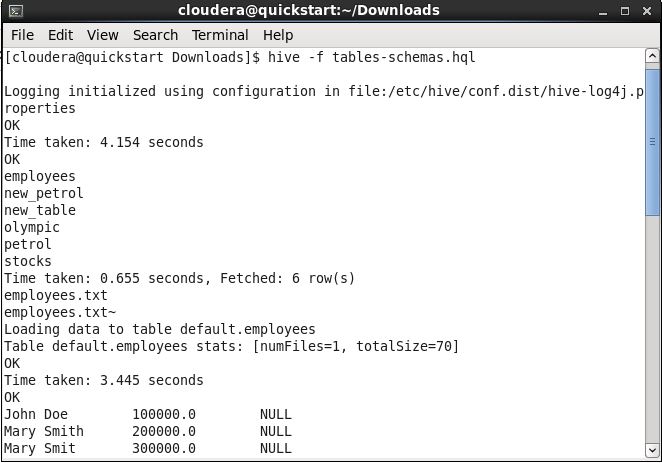 cloudera@quickstart:~/Downloads
File Edit View Search Terminal Help
[cloudera@quickstart Downloads]$ hive -f tables-schemas.hql
Logging initialized using configuration in file:/etc/hive/conf.dist/hive-log4j.p
roperties
OK
Time taken: 4.154 seconds
OK
employees
new_petrol
new_table
olympic
petrol
stocks
Time taken: 0.655 seconds, Fetched: 6 row(s)
employees.txt
employees.txt~
Loading data to table default.employees
Table default.employees stats: [numFiles=1, totalSize=70]
OK
Time taken: 3.445 seconds
OK
John Doe        100000.0        NULL
Mary Smith      200000.0        NULL
Mary Smit       300000.0        NULL